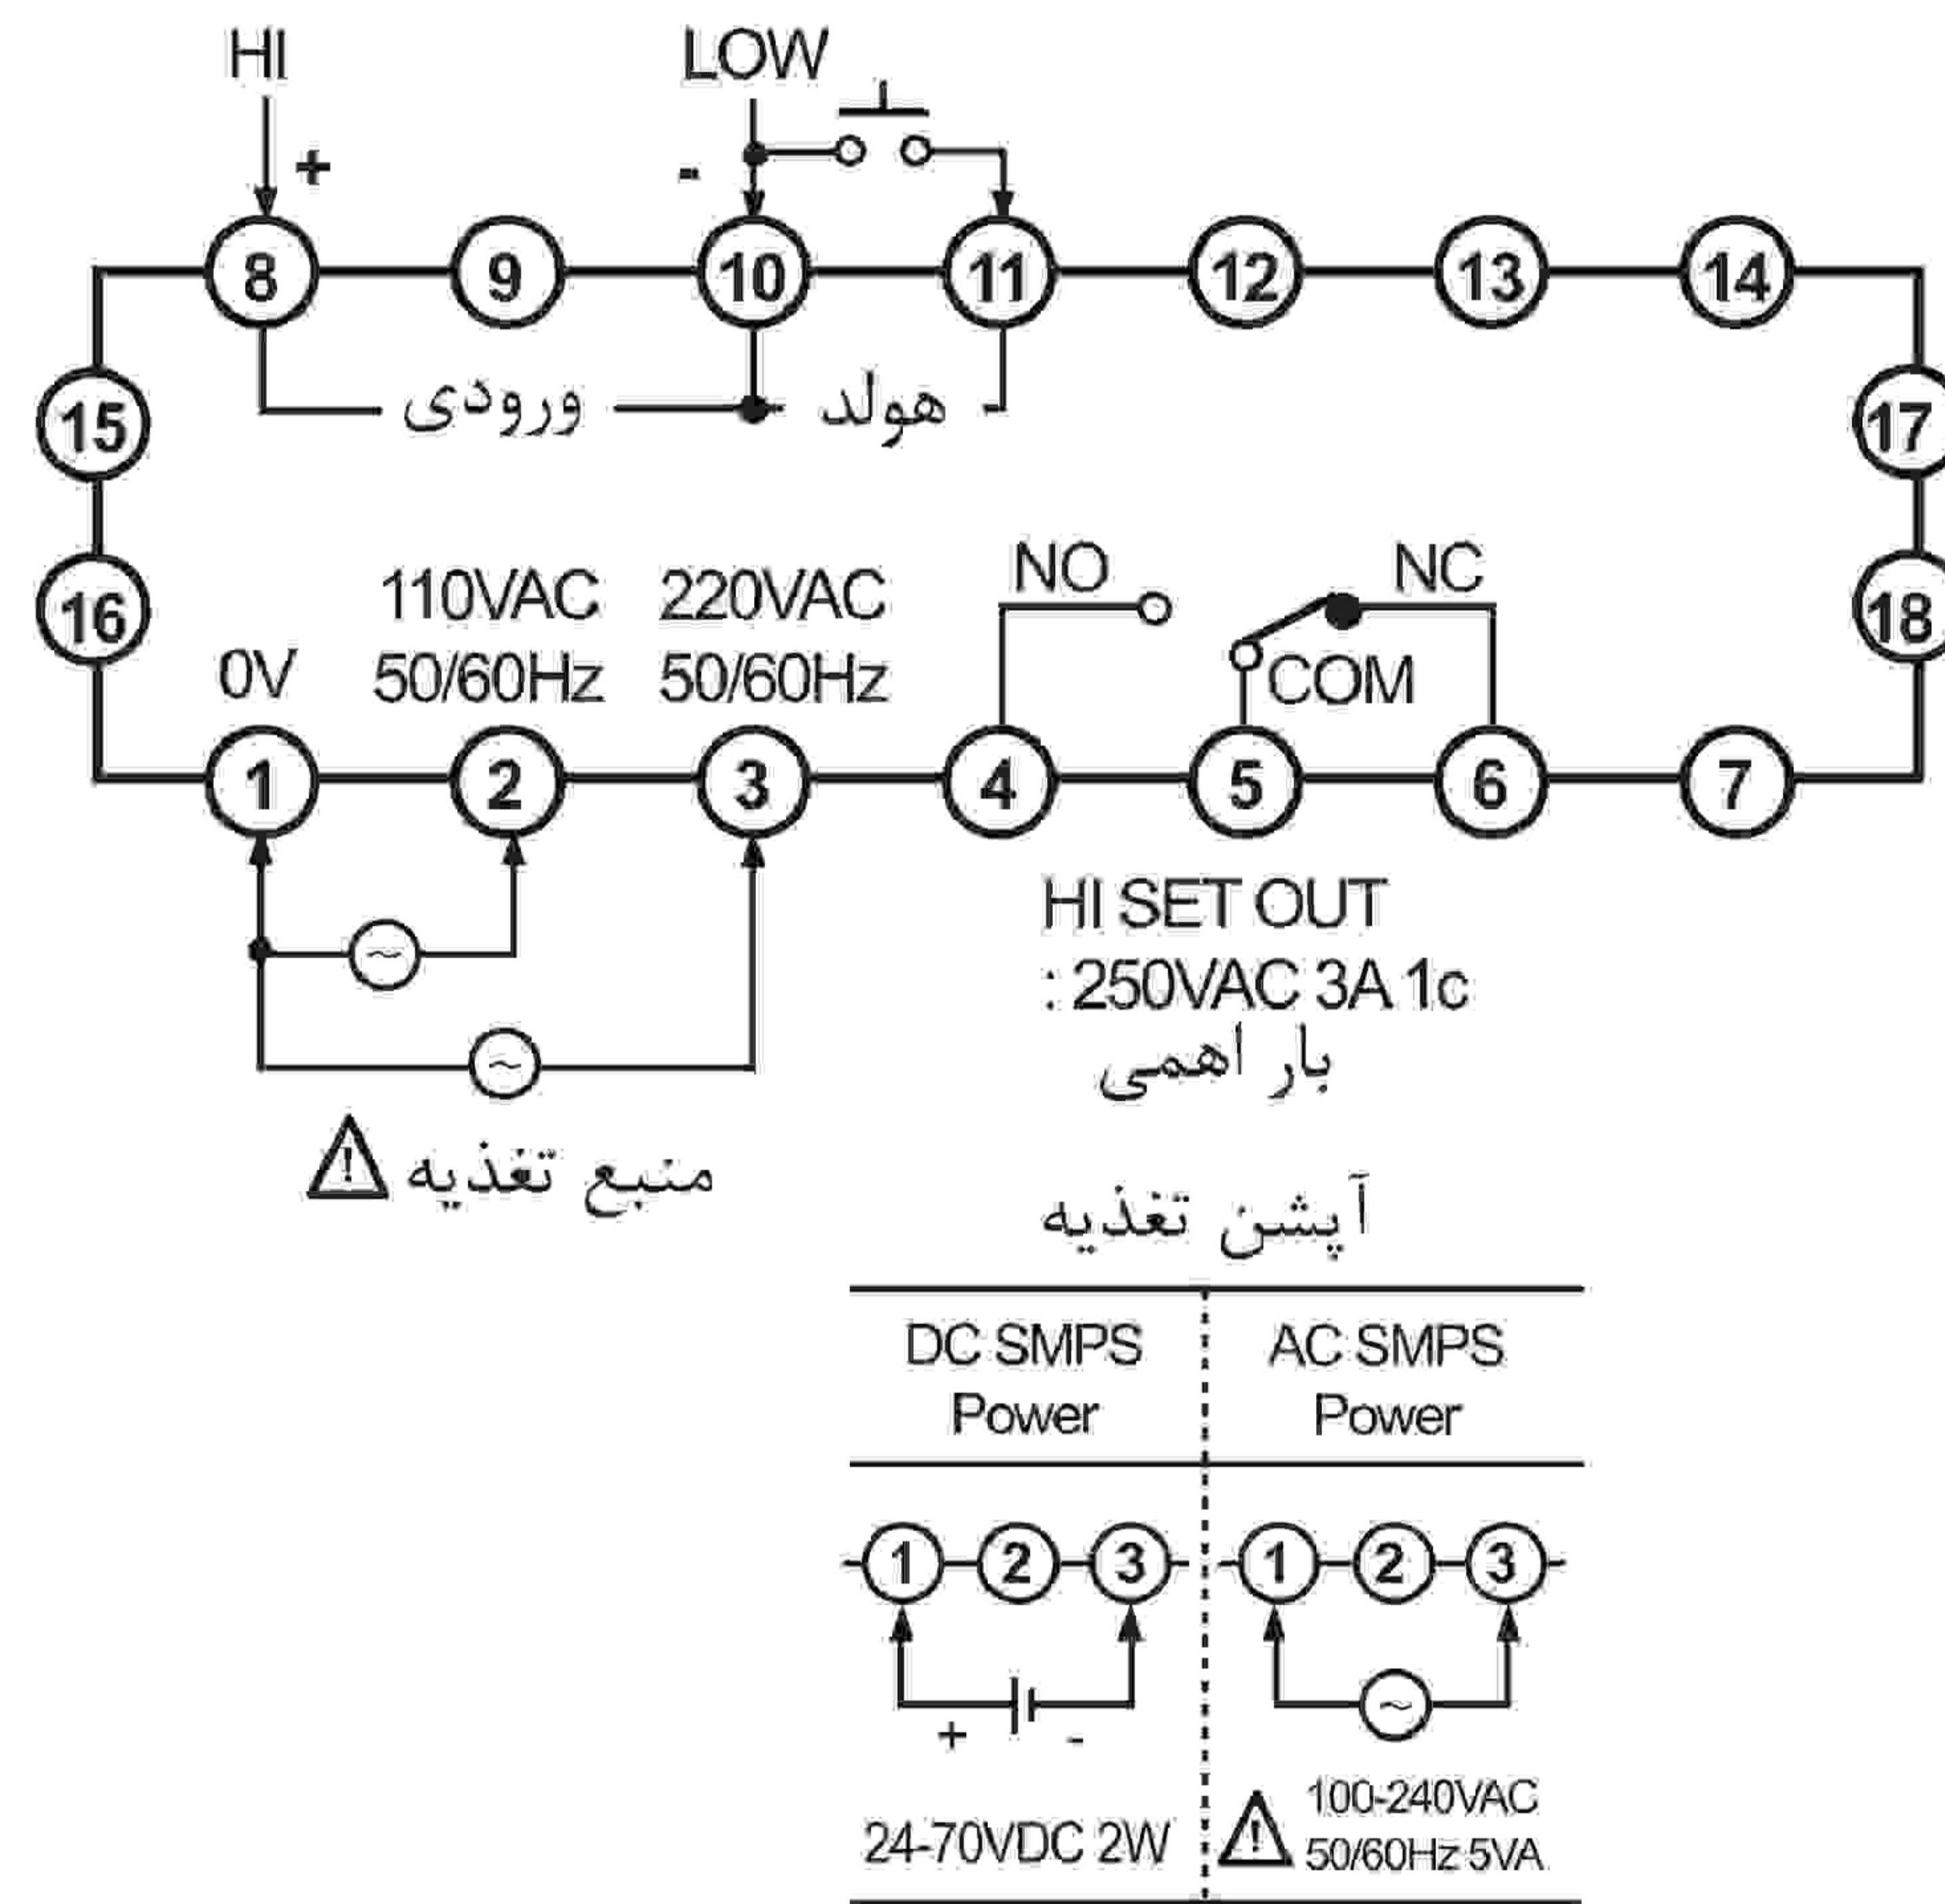 HI
LOW
+
-
8
9
10
11
12
13
14
ورودی
هولد
15
17
16
18
110VAC
220VAC
NO
NC
0V
50/60Hz
50/60Hz
COM
1
2
3
4
5
6
7
HI SET OUT
: 250VAC 3A 1c
بار اهمی
منبع تغذیه
!
آپشن تغذیه
DC SMPS
Power
AC SMPS
Power
1
2
3
1
2
3
+
-
24-70VDC 2W
!
100-240VAC
50/60Hz 5VA